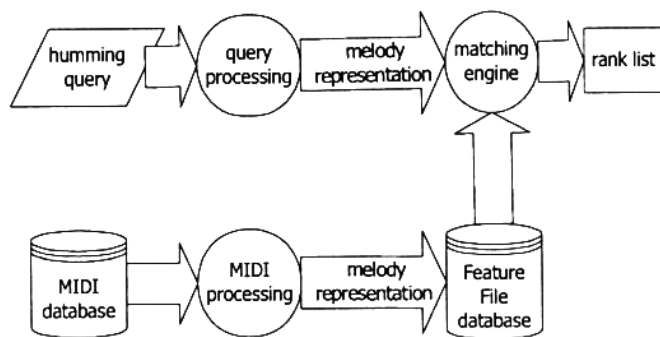 humming
query
query
processing
melody
representation
matching
engine
rank list
MIDI
database
MIDI
processing
melody
representation
Feature
File
database